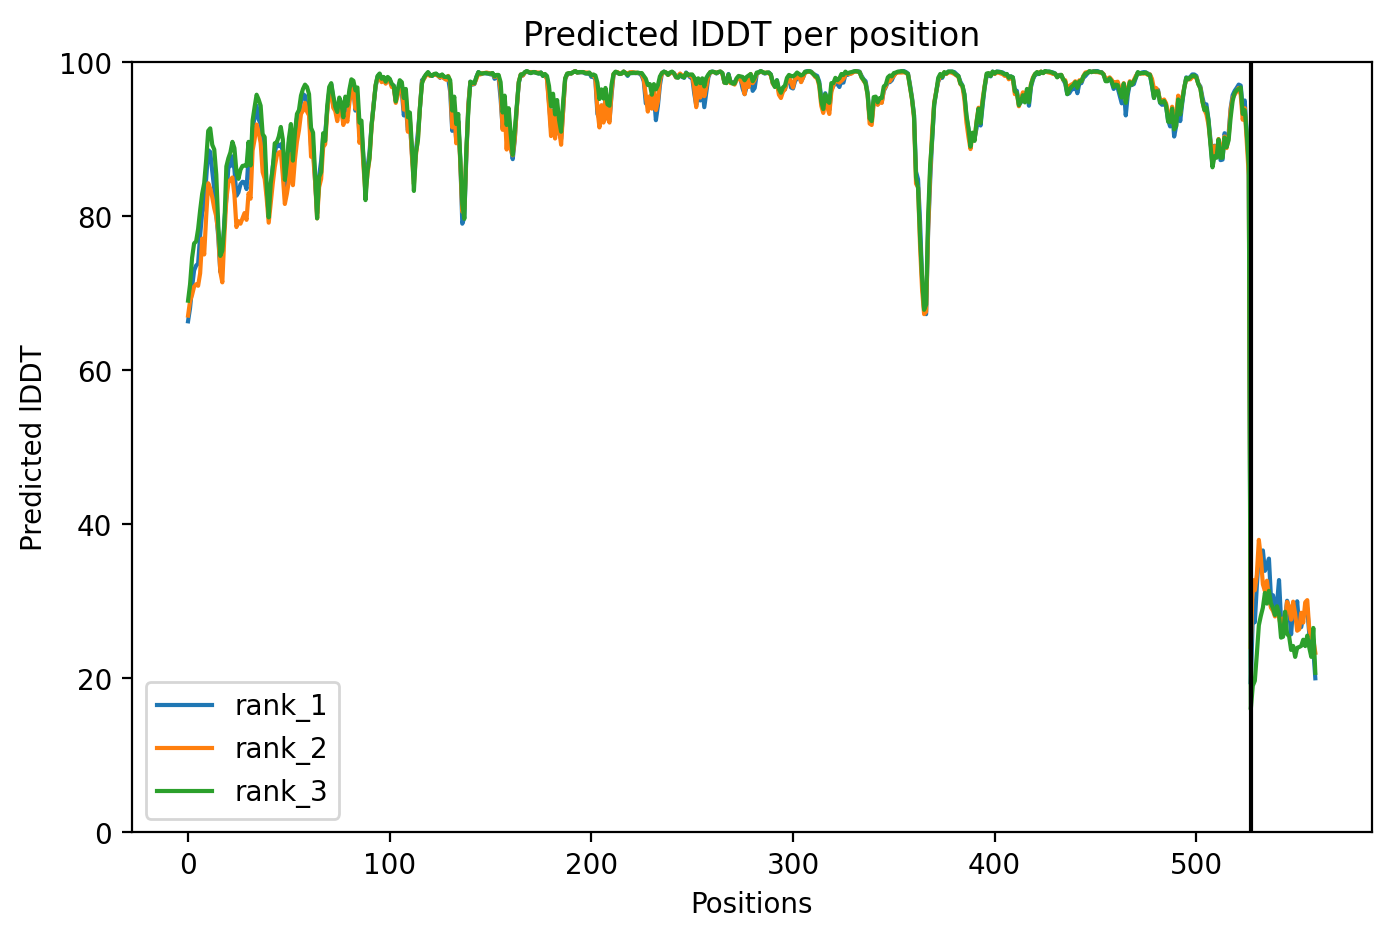 Predicted lDDT per position
Predicted lDDT
100
80
60
40
20
0
rank_1
rank_2
rank_3
0 100 200 300 400 500
Positions